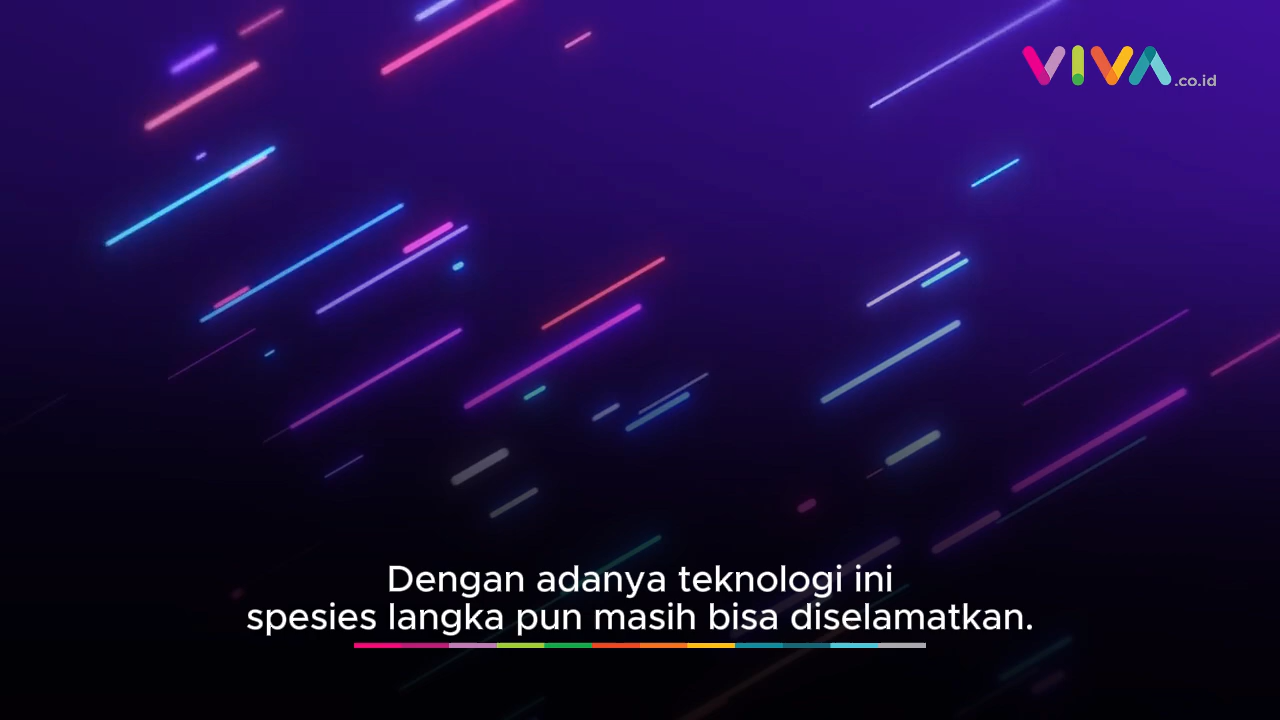 VIVA.co.id
Dengan adanya teknologi ini
spesies langka pun masih bisa diselamatkan.